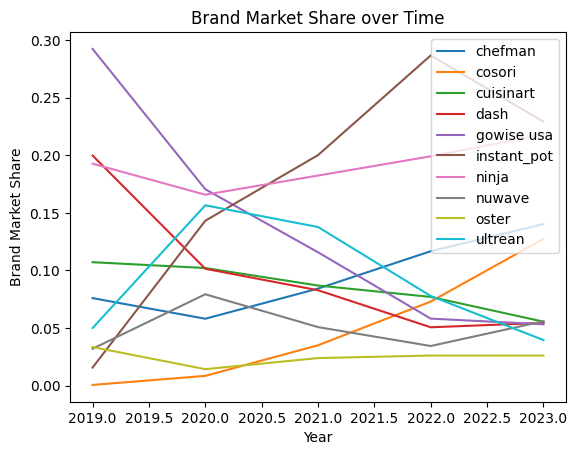 Brand Market Share over Time
Brand Market Share
0.30
0.25
0.20
0.15
0.10
0.05
0.00
chefman
cosori
cuisinart
dash
gowise usa
instant_pot
ninja
nuwave
oster
ultrean
2019.0 2019.5 2020.0 2020.5 2021.0 2021.5 2022.0 2022.5 2023.0
Year